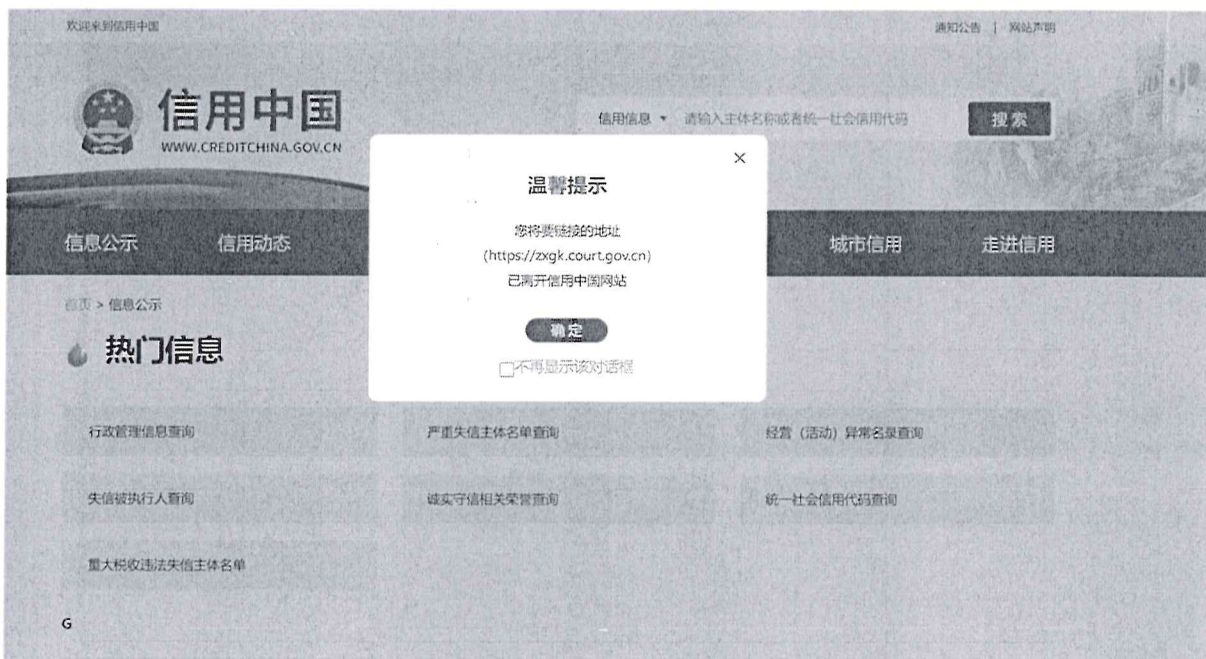 欢迎来到信用中国
通知公告 | 网站声明
信用中国
WWW.CREDITCHINA.GOV.CN
信用信息
请输入主体名称或者统一社会信用代码
搜索
温馨提示
您将要链接的地址
(https://zxgk.court.gov.cn)
已离开信用中国网站
确定
不再显示该对话框
信息公示
信用动态
城市信用
走进信用
首页 > 信息公示
热门信息
行政管理信息查询
严重失信主体名单查询
经营（活动）异常名录查询
失信被执行人查询
诚实守信相关荣誉查询
统一社会信用代码查询
重大税收违法失信主体名单
G